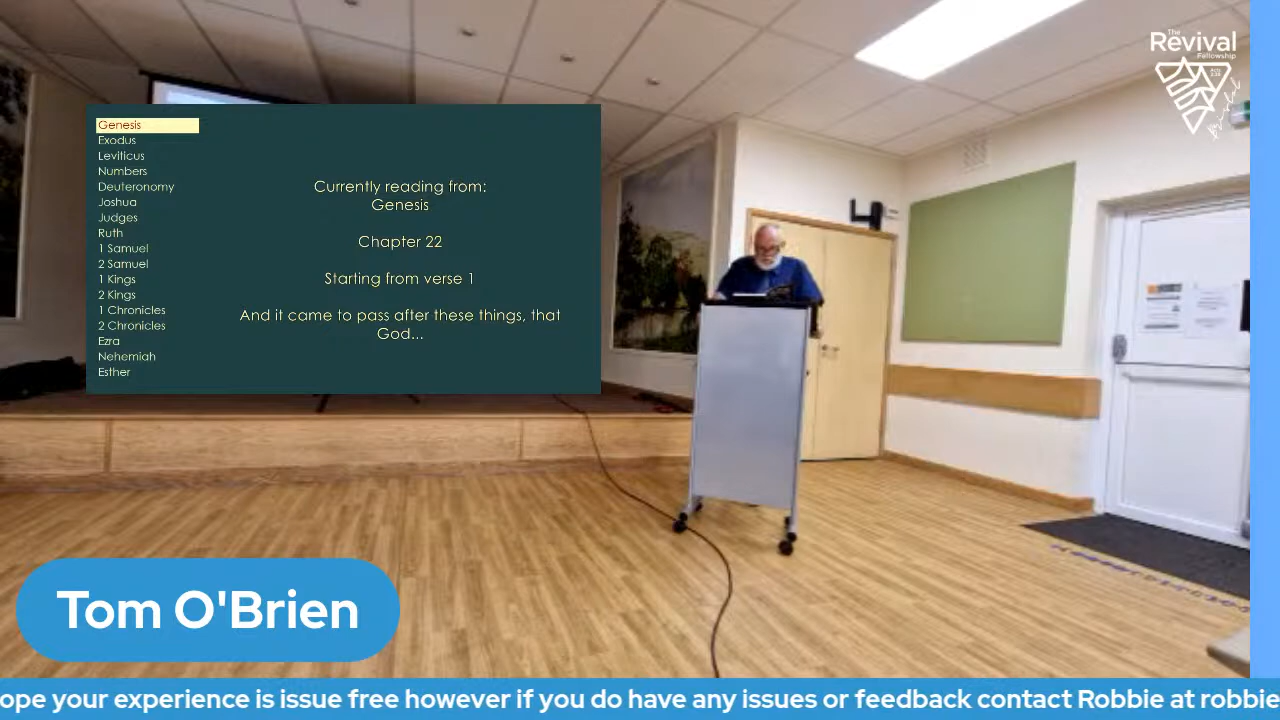 The
Revival
Fellowship
Genesis
Exodus
Leviticus
Numbers
Deuteronomy
Joshua
Judges
Ruth
1 Samuel
2 Samuel
1 Kings
2 Kings
1 Chronicles
2 Chronicles
Ezra
Nehemiah
Esther
Currently reading from:
Genesis
Chapter 22
Starting from verse 1
And it came to pass after these things, that
God...
Tom O'Brien
ope your experience is issue free however if you do have any issues or feedback contact Robbie at robbie